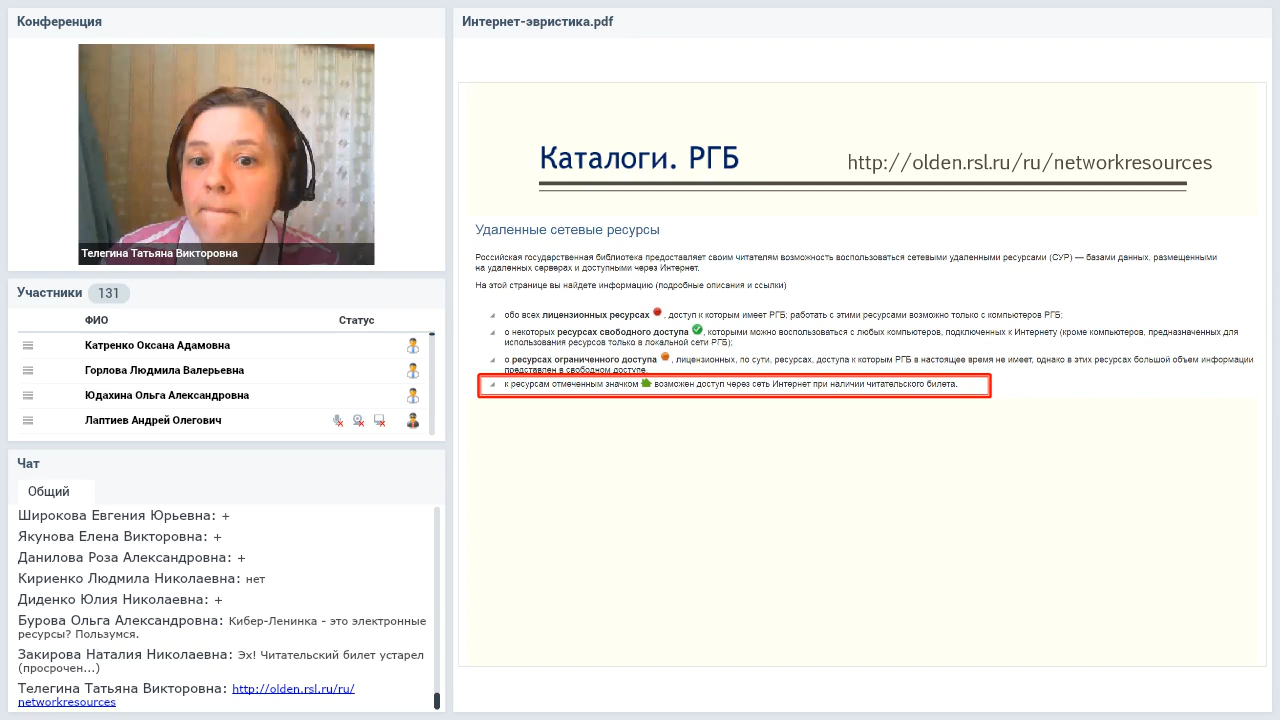 Конференция
Телегина Татьяна Викторовна
Участники 131
ФИО Статус
Катренко Оксана Адамовна
Горлова Людмила Валерьевна
Юдахина Ольга Александровна
Лаптиев Андрей Олегович
Чат
Общий
Широкова Евгения Юрьевна: +
Якунова Елена Викторовна: +
Данилова Роза Александровна: +
Кириенко Людмила Николаевна: нет
Диденко Юлия Николаевна: +
Бурова Ольга Александровна: Кибер-Ленинка - это электронные
ресурсы? Пользумся.
Закирова Наталия Николаевна: Эх! Читательский билет устарел
(просрочен...)
Телегина Татьяна Викторовна: http://olden.rsl.ru/ru/
networkresources
Интернет-эвристика.pdf
Каталоги. РГБ http://olden.rsl.ru/ru/networkresources
Удаленные сетевые ресурсы
Российская государственная библиотека предоставляет своим читателям возможность воспользоваться сетевыми удаленными ресурсами (СУР) — базами данных, размещенными
на удаленных серверах и доступными через Интернет.
На этой странице вы найдете информацию (подробные описания и ссылки)
обо всех лицензионных ресурсах , доступ к которым имеет РГБ; работать с этими ресурсами возможно только с компьютеров РГБ;
о некоторых ресурсах свободного доступа , которыми можно воспользоваться с любых компьютеров, подключенных к Интернету (кроме компьютеров, предназначенных для
использования ресурсов только в локальной сети РГБ);
о ресурсах ограниченного доступа , лицензионных, по сути, ресурсах, доступа к которым РГБ в настоящее время не имеет, однако в этих ресурсах большой объем информации
представлен в свободном доступе.
к ресурсам отмеченным значком возможен доступ через сеть Интернет при наличии читательского билета.